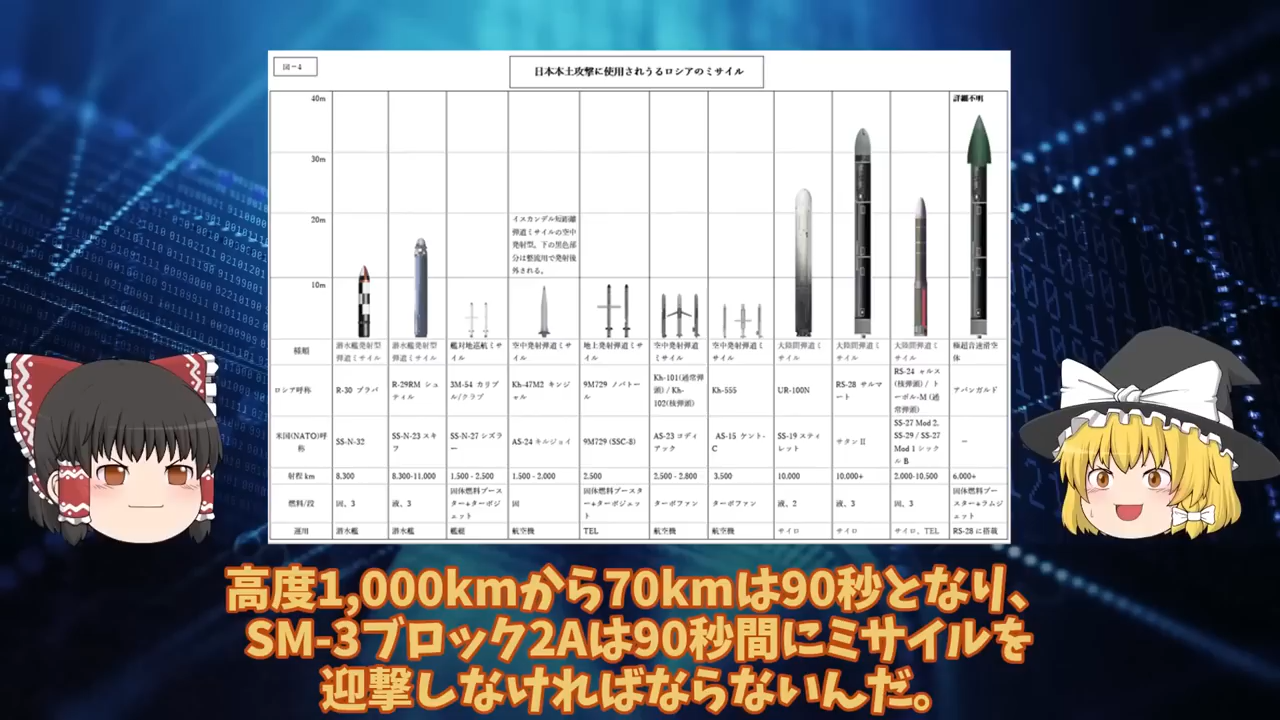 図-4
日本本土攻撃に使用されうるロシアのミサイル
40m
詳細不明
30m
20m
イスカンデル短距離
弾道ミサイルの空中
発射型。下の黒色部
分は整流用で発射後
外される。
10m
種類
潜水艦発射型
弾道ミサイル
潜水艦発射型
弾道ミサイル
艦対地巡航ミサ
イル
空中発射弾道ミサ
イル
地上発射弾道ミサ
イル
空中発射弾道
ミサイル
空中発射弾道ミ
サイル
大陸間弾道ミ
サイル
大陸間弾道ミ
サイル
大陸間弾道ミ
サイル
極超音速滑空
体
ロシア呼称
R-30 ブラバ
R-29RM シュ
ティル
3M-54 カリブ
ル/クラブ
Kh-47M2 キンジ
ャル
9M729 ノバトー
ル
Kh-101(通常弾
頭) / Kh-
102(核弾頭)
Kh-555
UR-100N
RS-28 サルマ
ート
RS-24 ヤルス
(核弾頭) / ト
ーポル-M (通
常弾頭)
アバンガルド
米国(NATO)呼
称
SS-N-32
SS-N-23 スキ
フ
SS-N-27 シズラ
ー
AS-24 キルジョイ
9M729 (SSC-8)
AS-23 コディ
アック
AS-15 ケント-
C
SS-19 スティ
レット
サタンⅡ
SS-27 Mod 2,
SS-29 / SS-27
Mod 1 シック
ル B
–
射程 km
8.300
8.300-11.000
1.500 - 2.500
1.500 - 2.000
2.500
2.500 - 2.800
3.500
10.000
10.000+
2.000-10.500
6.000+
燃料/段
固、3
液、3
固体燃料ブース
ター+ターボジ
ェット
固
固体燃料ブースタ
ー+ターボジェッ
ト
ターボファン
ターボファン
液、2
液、3
固、3
固体燃料ブー
スター+ラムジ
ェット
運用
潜水艦
潜水艦
艦艇
航空機
TEL
航空機
航空機
サイロ
サイロ
サイロ、TEL
RS-28 に搭載
高度1,000kmから70kmは90秒となり、
SM-3ブロック2Aは90秒間にミサイルを
迎撃しなければならないんだ。